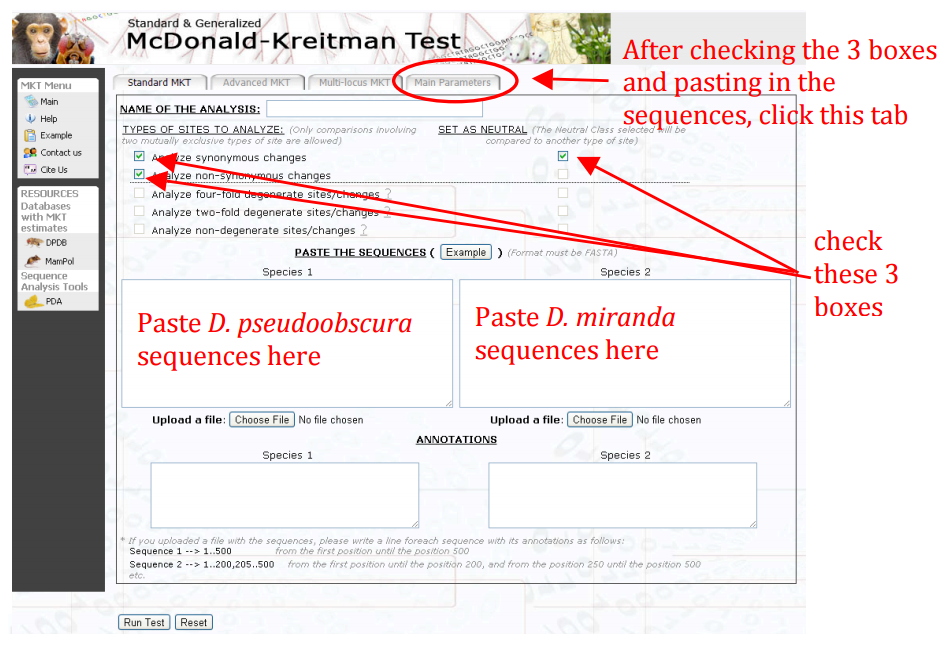 Standard & Generalized
McDonald-Kreitman Test
After checking the 3 boxes
and pasting in the
sequences, click this tab
MKT Menu
Main
Help
Example
Contact us
Cite Us
RESOURCES
Databases
with MKT
estimates
DPDB
MamPol
Sequence
Analysis Tools
PDA
Standard MKT
Advanced MKT
Multi-locus MKT
Main Parameters
NAME OF THE ANALYSIS:
TYPES OF SITES TO ANALYZE: (Only comparisons involving
two mutually exclusive types of site are allowed)
SET AS NEUTRAL (The Neutral Class selected will be
compared to another type of site)
Analyze synonymous changes
Analyze non-synonymous changes
Analyze four-fold degenerate sites/changes ?
Analyze two-fold degenerate sites/changes ?
Analyze non-degenerate sites/changes ?
check
these 3
boxes
PASTE THE SEQUENCES ( Example ) (Format must be FASTA)
Species 1
Species 2
Paste D. pseudoobscura
sequences here
Paste D. miranda
sequences here
Upload a file: Choose File No file chosen
Upload a file: Choose File No file chosen
ANNOTATIONS
Species 1
Species 2
* If you uploaded a file with the sequences, please write a line foreach sequence with its annotations as follows:
Sequence 1 --> 1..500 from the first position until the position 500
Sequence 2 --> 1..200,205..500 from the first position until the position 200, and from the position 250 until the position 500
etc.
Run Test
Reset